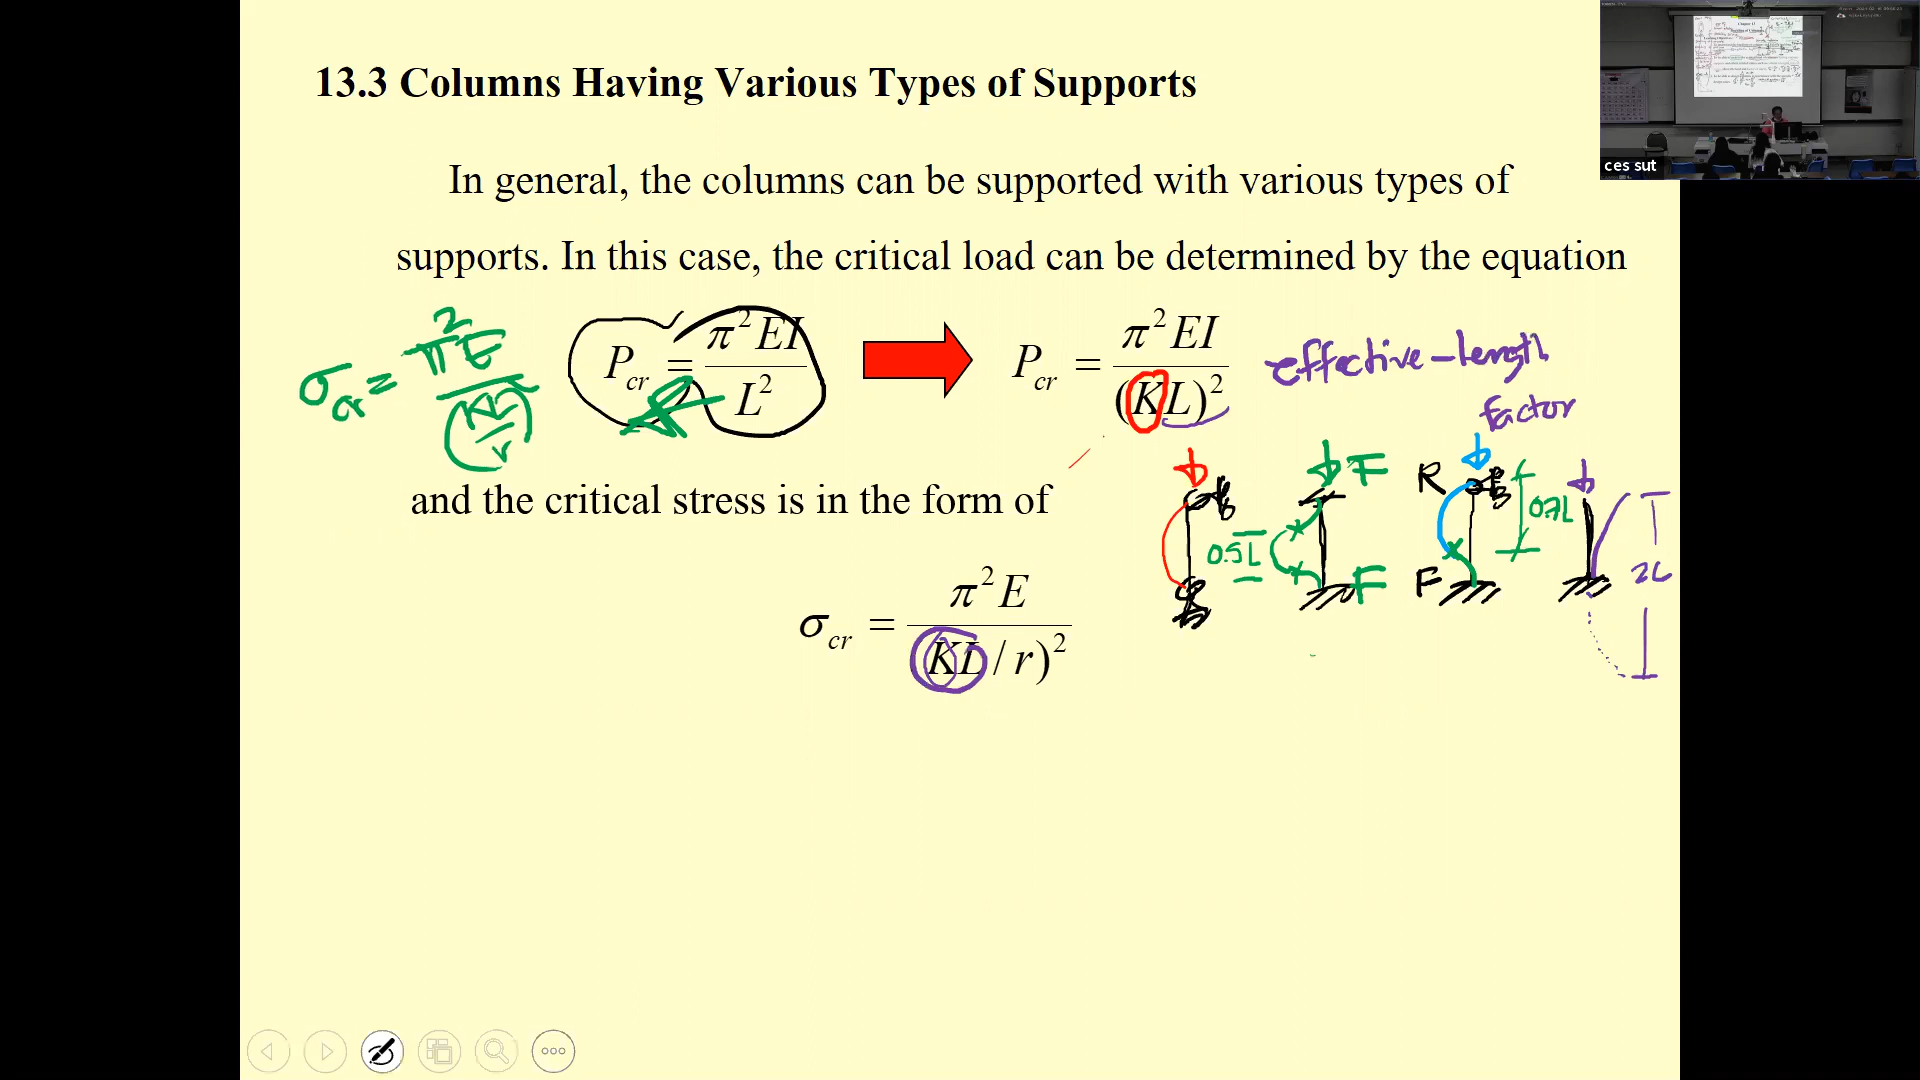 13.3 Columns Having Various Types of Supports
In general, the columns can be supported with various types of
supports. In this case, the critical load can be determined by the equation
σcr = π²E / (KL/r)²
Pcr = π²EI / L²
Pcr = π²EI / (KL)²
effective-length
factor
and the critical stress is in the form of
σcr = π²E / (KL/r)²
F
R
0.7L
0.5L
F
F
2L
ces sut